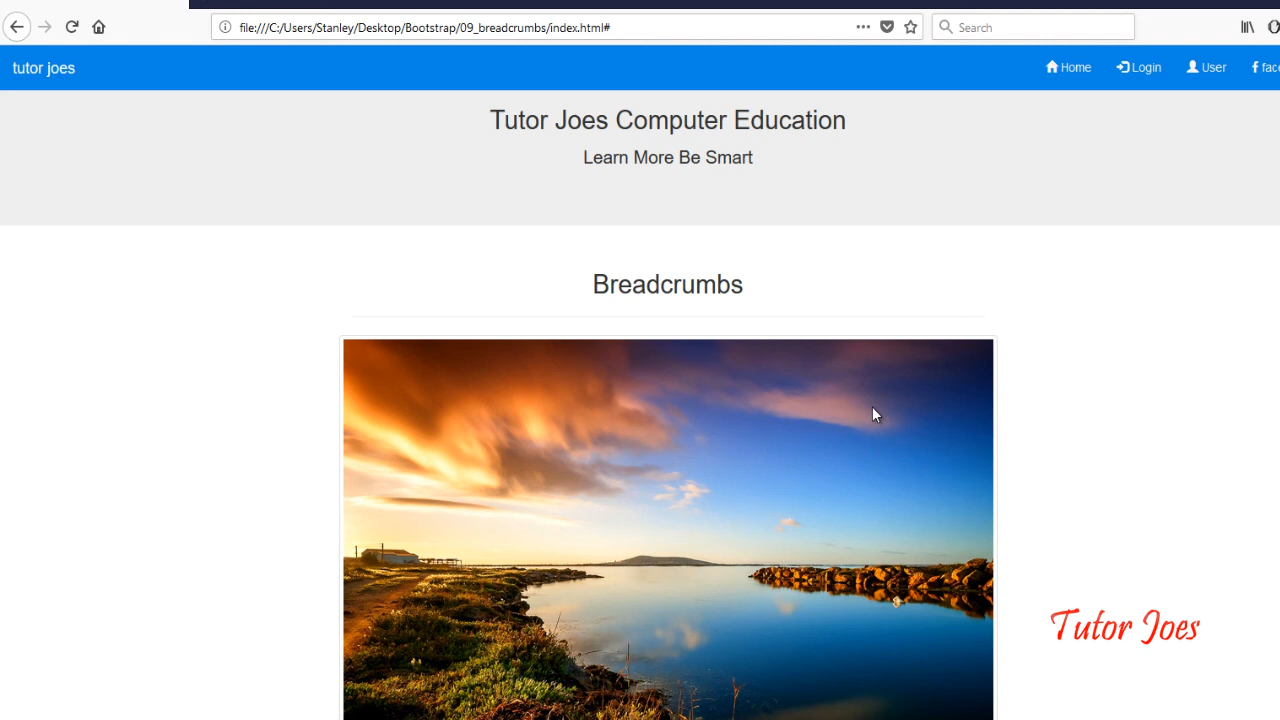 file:///C:/Users/Stanley/Desktop/Bootstrap/09_breadcrumbs/index.html#
Search
tutor joes
Home
Login
User
face
Tutor Joes Computer Education
Learn More Be Smart
Breadcrumbs
Tutor Joes